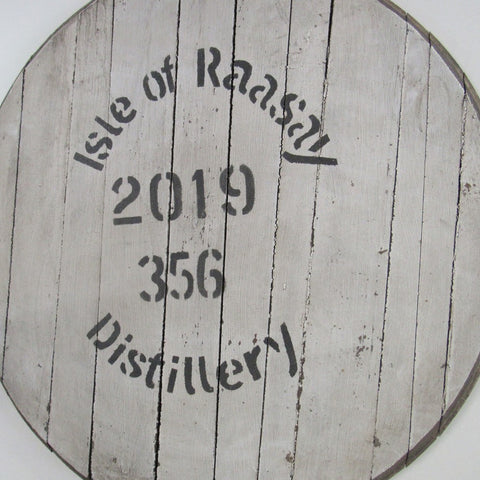 Isle of Raasay
2019
356
Distillery